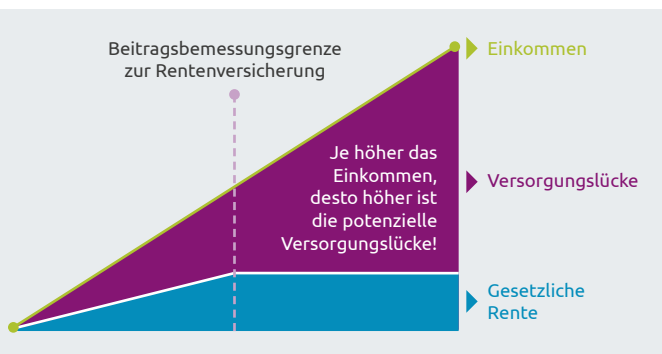 Beitragsbemessungsgrenze
zur Rentenversicherung
Einkommen
Je höher das
Einkommen,
desto höher ist
die potenzielle
Versorgungslücke!
Versorgungslücke
Gesetzliche
Rente